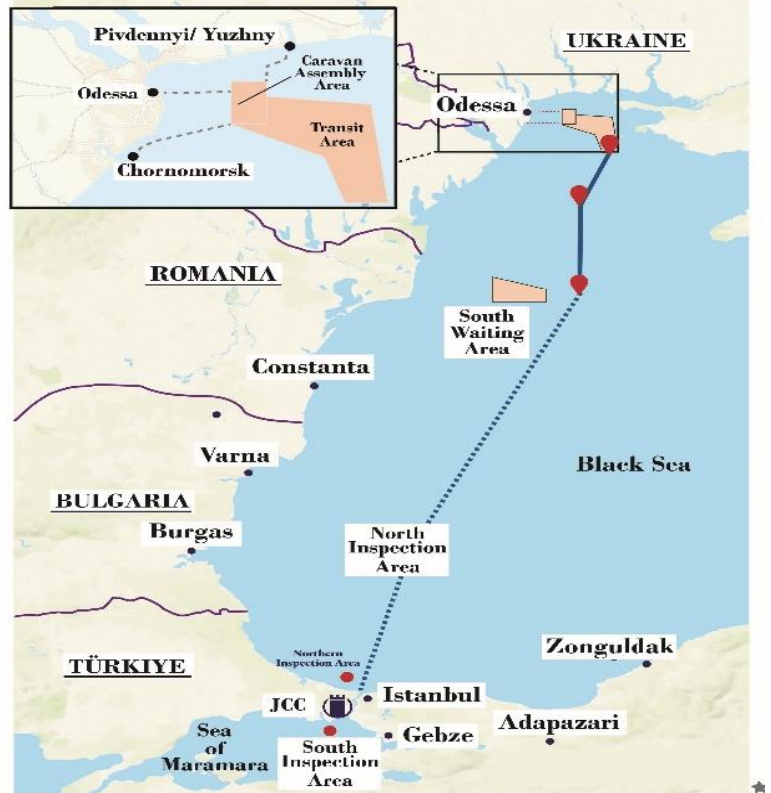 Pivdennyi/ Yuzhny
Caravan
Assembly
Area
Odessa
Transit
Area
Chornomorsk
UKRAINE
Odessa
ROMANIA
South
Waiting
Area
Constanta
Varna
Black Sea
BULGARIA
Burgas
North
Inspection
Area
Zonguldak
TÜRKİYE
Northern
Inspection Area
JCC
Istanbul
Adapazari
Sea
of
Maramara
Gebze
South
Inspection
Area